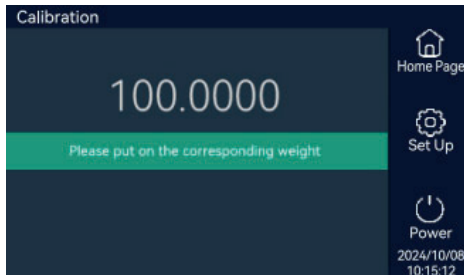 Calibration
100.0000
Please put on the corresponding weight
Home Page
Set Up
Power
2024/10/08
10:15:12